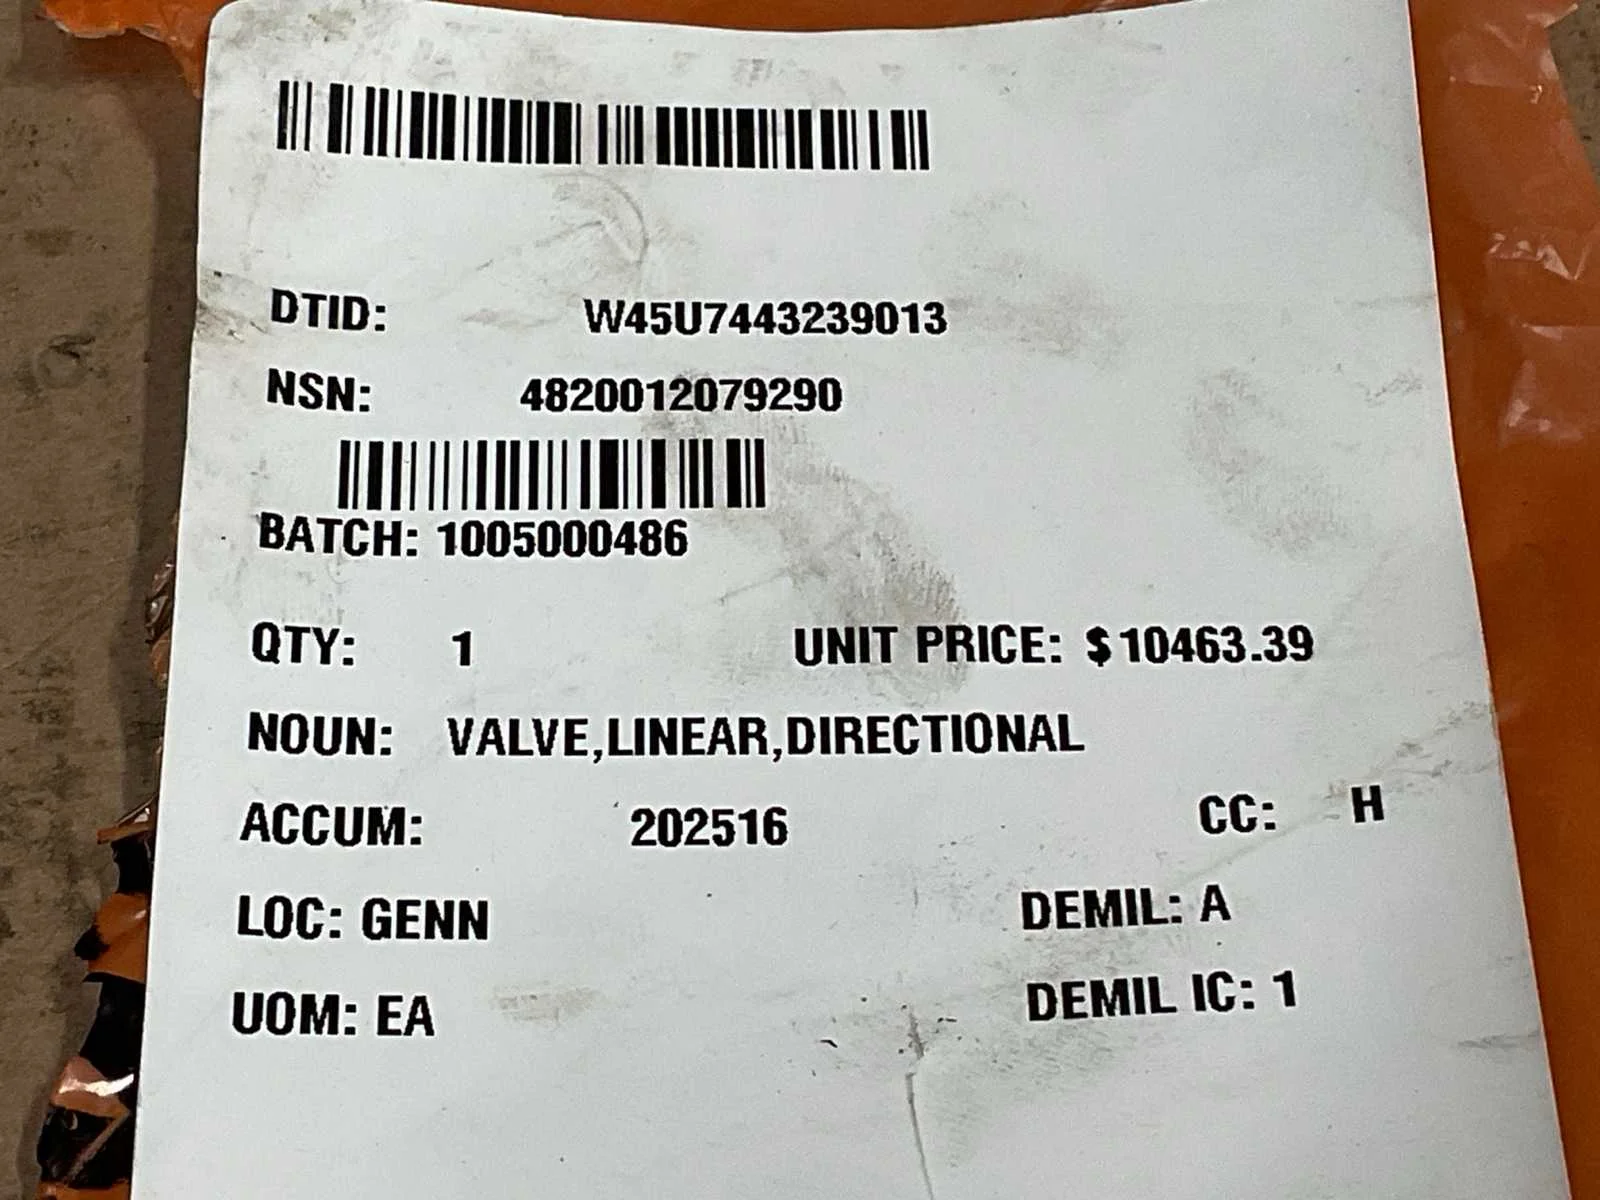 DTID: W45U7443239013
NSN: 4820012079290
BATCH: 1005000486
QTY: 1 UNIT PRICE: $10463.39
NOUN: VALVE,LINEAR,DIRECTIONAL
ACCUM: 202516 CC: H
LOC: GENN DEMIL: A
UOM: EA DEMIL IC: 1